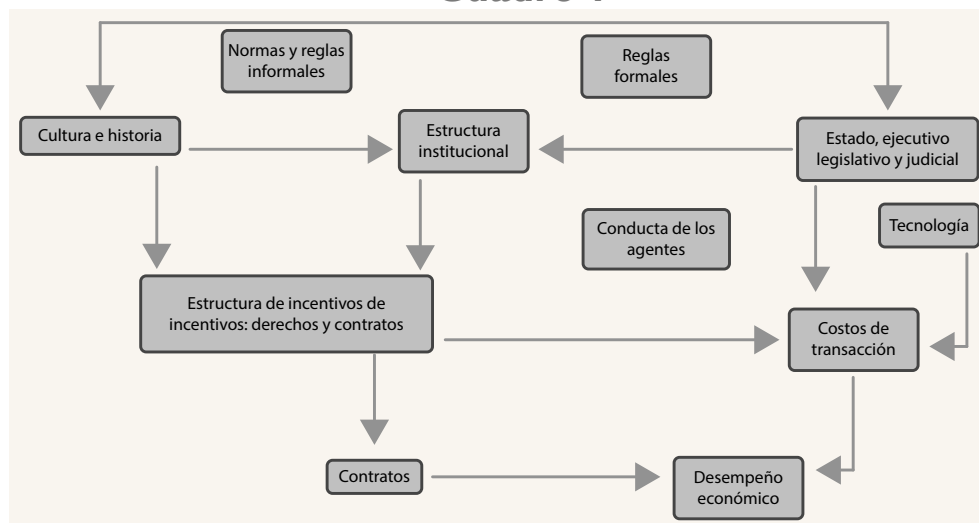 Normas y reglas
informales
Reglas
formales
Cultura e historia
Estructura
institucional
Estado, ejecutivo
legislativo y judicial
Conducta de los
agentes
Tecnología
Estructura de incentivos de
incentivos: derechos y contratos
Costos de
transacción
Contratos
Desempeño
económico